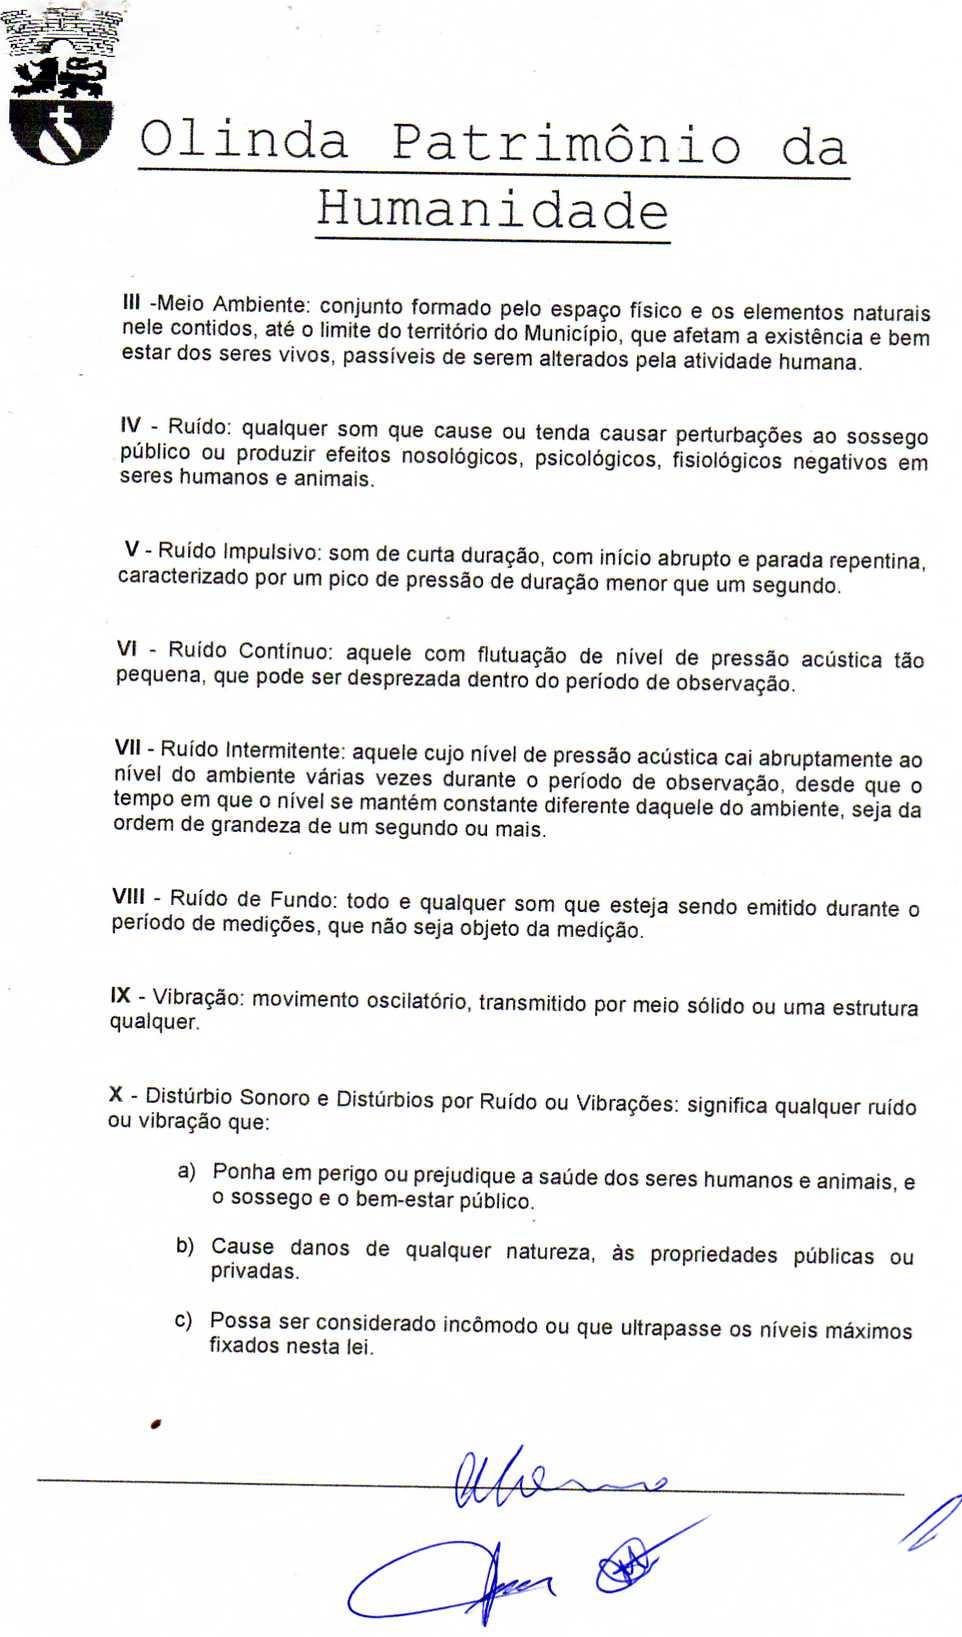 Olinda Patrimônio da
Humanidade
III -Meio Ambiente: conjunto formado pelo espaço físico e os elementos naturais
nele contidos, até o limite do território do Município, que afetam a existência e bem
estar dos seres vivos, passíveis de serem alterados pela atividade humana.
IV - Ruído: qualquer som que cause ou tenda causar perturbações ao sossego
público ou produzir efeitos nosológicos, psicológicos, fisiológicos negativos em
seres humanos e animais.
V - Ruído Impulsivo: som de curta duração, com início abrupto e parada repentina,
caracterizado por um pico de pressão de duração menor que um segundo.
VI - Ruído Contínuo: aquele com flutuação de nível de pressão acústica tão
pequena, que pode ser desprezada dentro do período de observação.
VII - Ruído Intermitente: aquele cujo nível de pressão acústica cai abruptamente ao
nível do ambiente várias vezes durante o período de observação, desde que o
tempo em que o nível se mantém constante diferente daquele do ambiente, seja da
ordem de grandeza de um segundo ou mais.
VIII - Ruído de Fundo: todo e qualquer som que esteja sendo emitido durante o
período de medições, que não seja objeto da medição.
IX - Vibração: movimento oscilatório, transmitido por meio sólido ou uma estrutura
qualquer.
X - Distúrbio Sonoro e Distúrbios por Ruído ou Vibrações: significa qualquer ruído
ou vibração que:
a) Ponha em perigo ou prejudique a saúde dos seres humanos e animais, e
o sossego e o bem-estar público.
b) Cause danos de qualquer natureza, às propriedades públicas ou
privadas.
c) Possa ser considerado incômodo ou que ultrapasse os níveis máximos
fixados nesta lei.